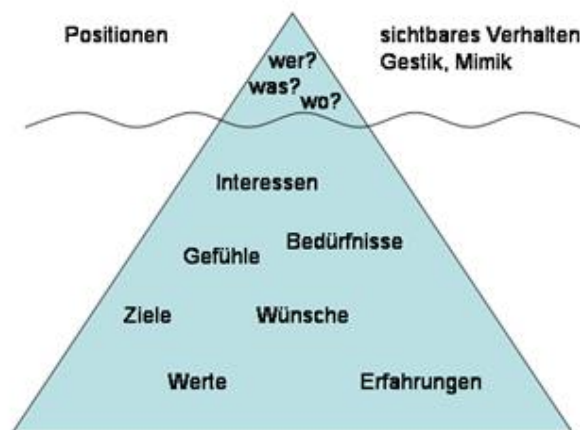 Positionen
sichtbares Verhalten
Gestik, Mimik
wer?
was?
wo?
Interessen
Bedürfnisse
Gefühle
Ziele
Wünsche
Werte
Erfahrungen